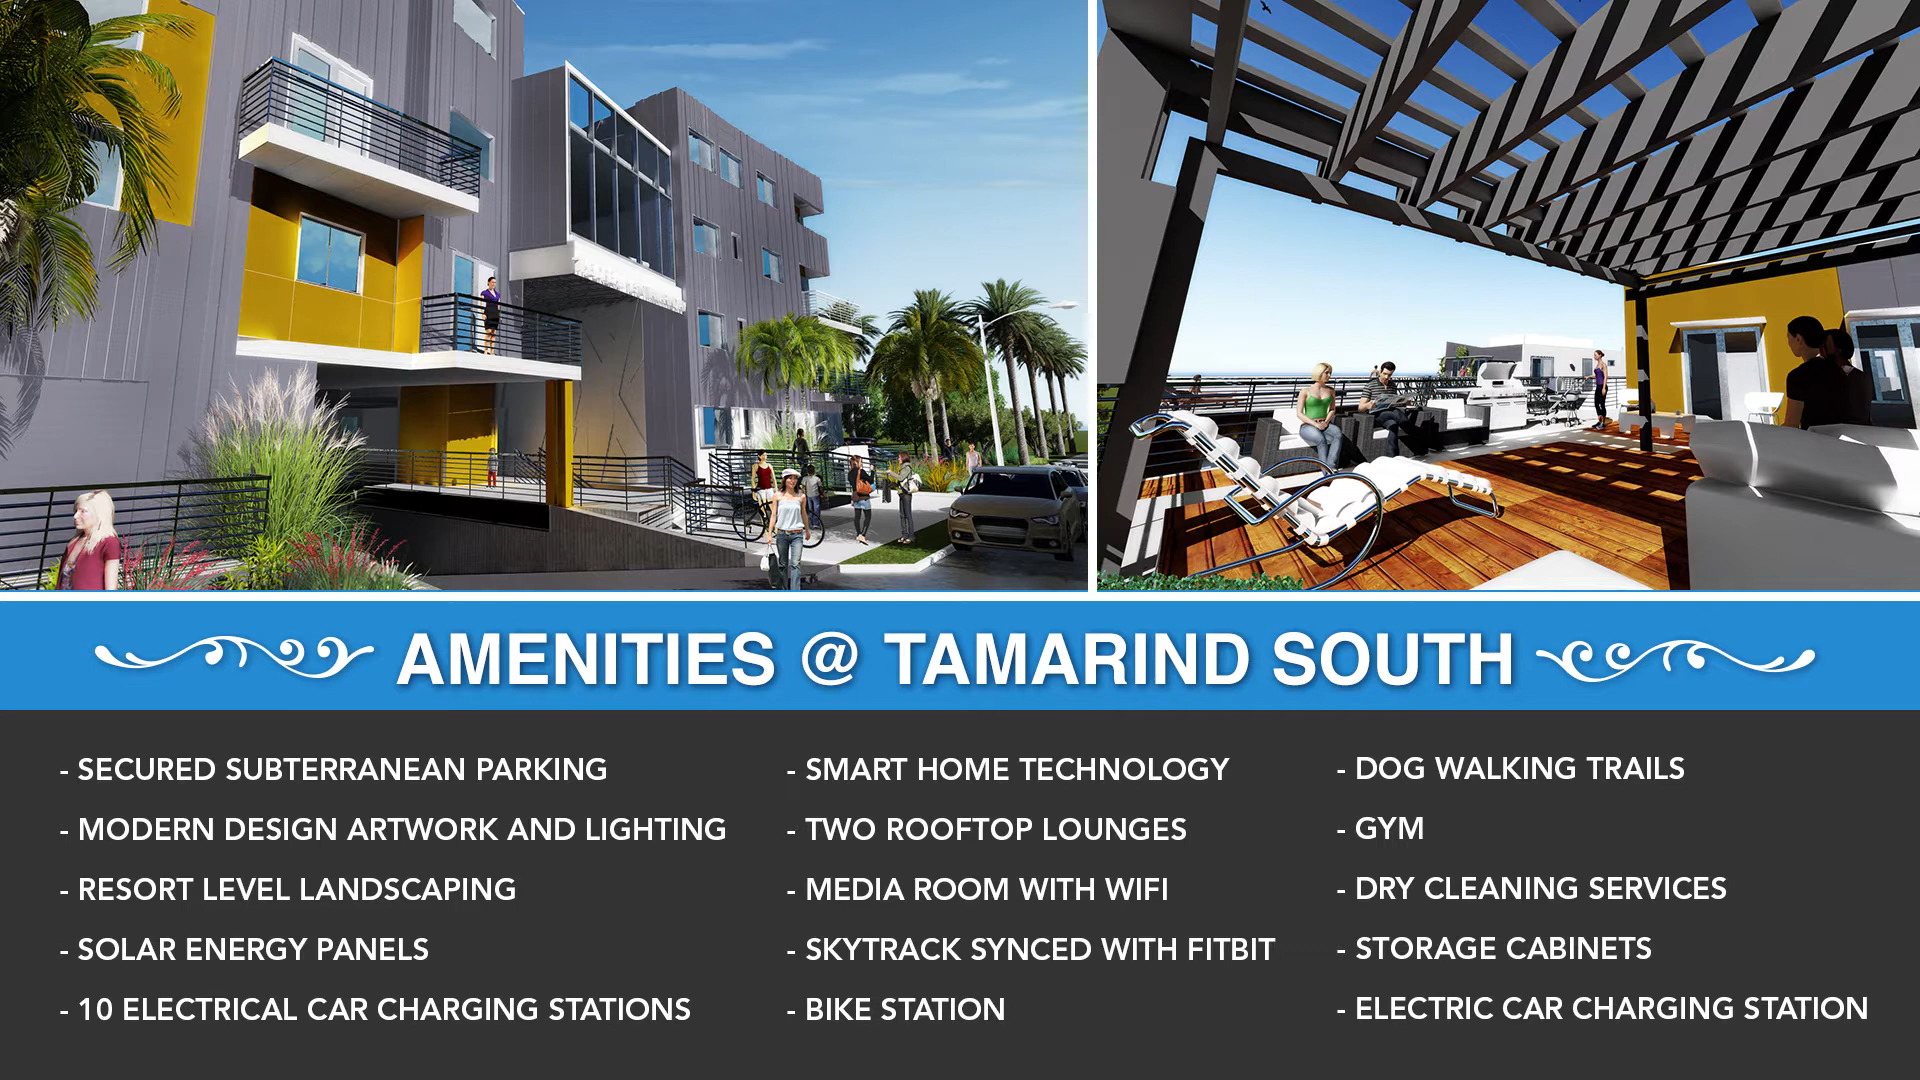 AMENITIES @ TAMARIND SOUTH
- SECURED SUBTERRANEAN PARKING
- MODERN DESIGN ARTWORK AND LIGHTING
- RESORT LEVEL LANDSCAPING
- SOLAR ENERGY PANELS
- 10 ELECTRICAL CAR CHARGING STATIONS
- SMART HOME TECHNOLOGY
- TWO ROOFTOP LOUNGES
- MEDIA ROOM WITH WIFI
- SKYTRACK SYNCED WITH FITBIT
- BIKE STATION
- DOG WALKING TRAILS
- GYM
- DRY CLEANING SERVICES
- STORAGE CABINETS
- ELECTRIC CAR CHARGING STATION